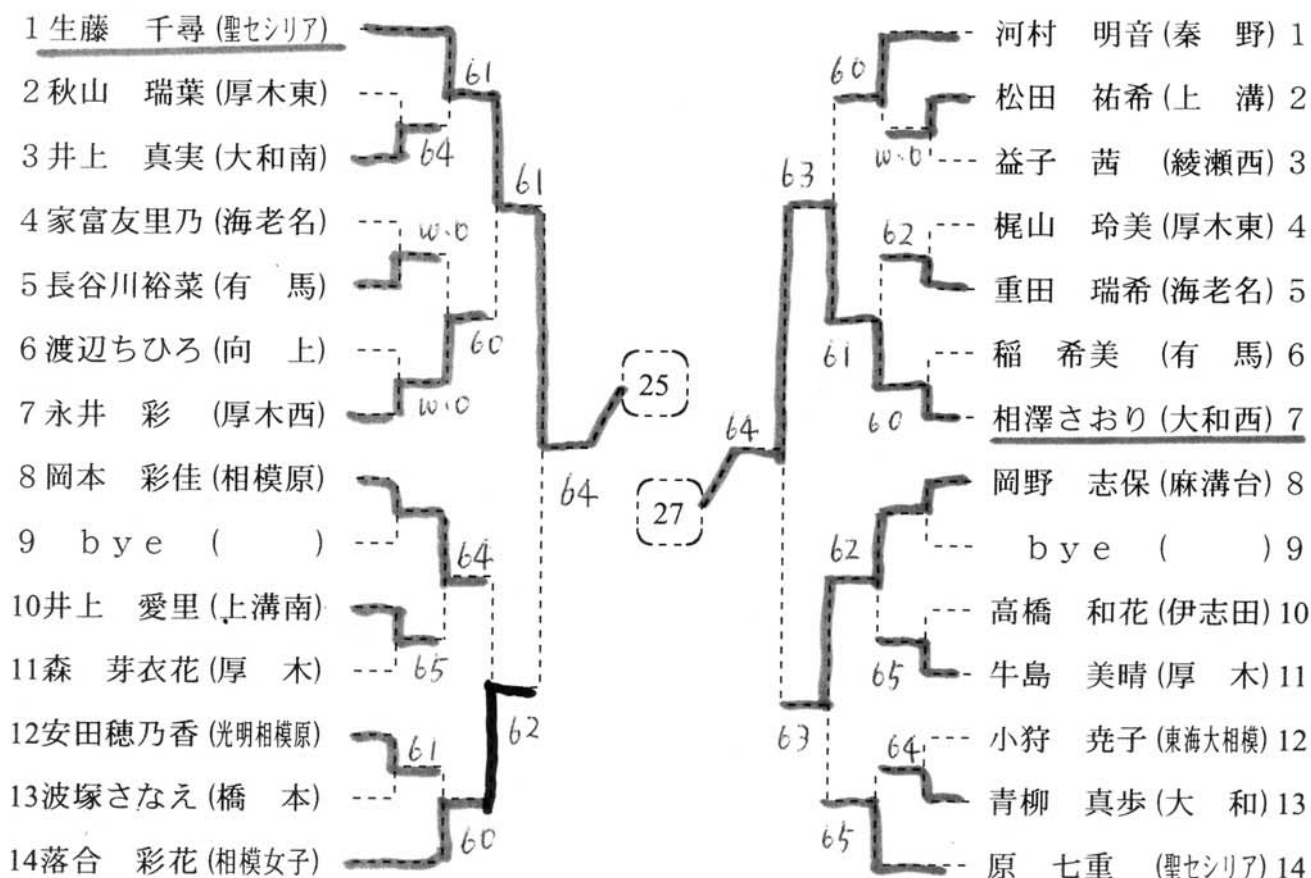 1 生藤 千尋 (聖セシリア)
2 秋山 瑞葉 (厚木東)
3 井上 真実 (大和南)
4 家富友里乃 (海老名)
5 長谷川裕菜 (有 馬)
6 渡辺ちひろ (向 上)
7 永井 彩 (厚木西)
8 岡本 彩佳 (相模原)
9 bye ( )
10 井上 愛里 (上溝南)
11 森 芽衣花 (厚 木)
12 安田穂乃香 (光明相模原)
13 波塚さなえ (橋 本)
14 落合 彩花 (相模女子)
61
64
61
w.o
60
w.o
64
64
65
62
61
60
25
27
河村 明音 (秦 野) 1
松田 祐希 (上 溝) 2
益子 茜 (綾瀬西) 3
梶山 玲美 (厚木東) 4
重田 瑞希 (海老名) 5
稲 希美 (有 馬) 6
相澤さおり (大和西) 7
岡野 志保 (麻溝台) 8
bye ( ) 9
高橋 和花 (伊志田) 10
牛島 美晴 (厚 木) 11
小狩 尭子 (東海大相模) 12
青柳 真歩 (大 和) 13
原 七重 (聖セシリア) 14
60
w.o
63
62
61
60
64
62
65
63
64
65